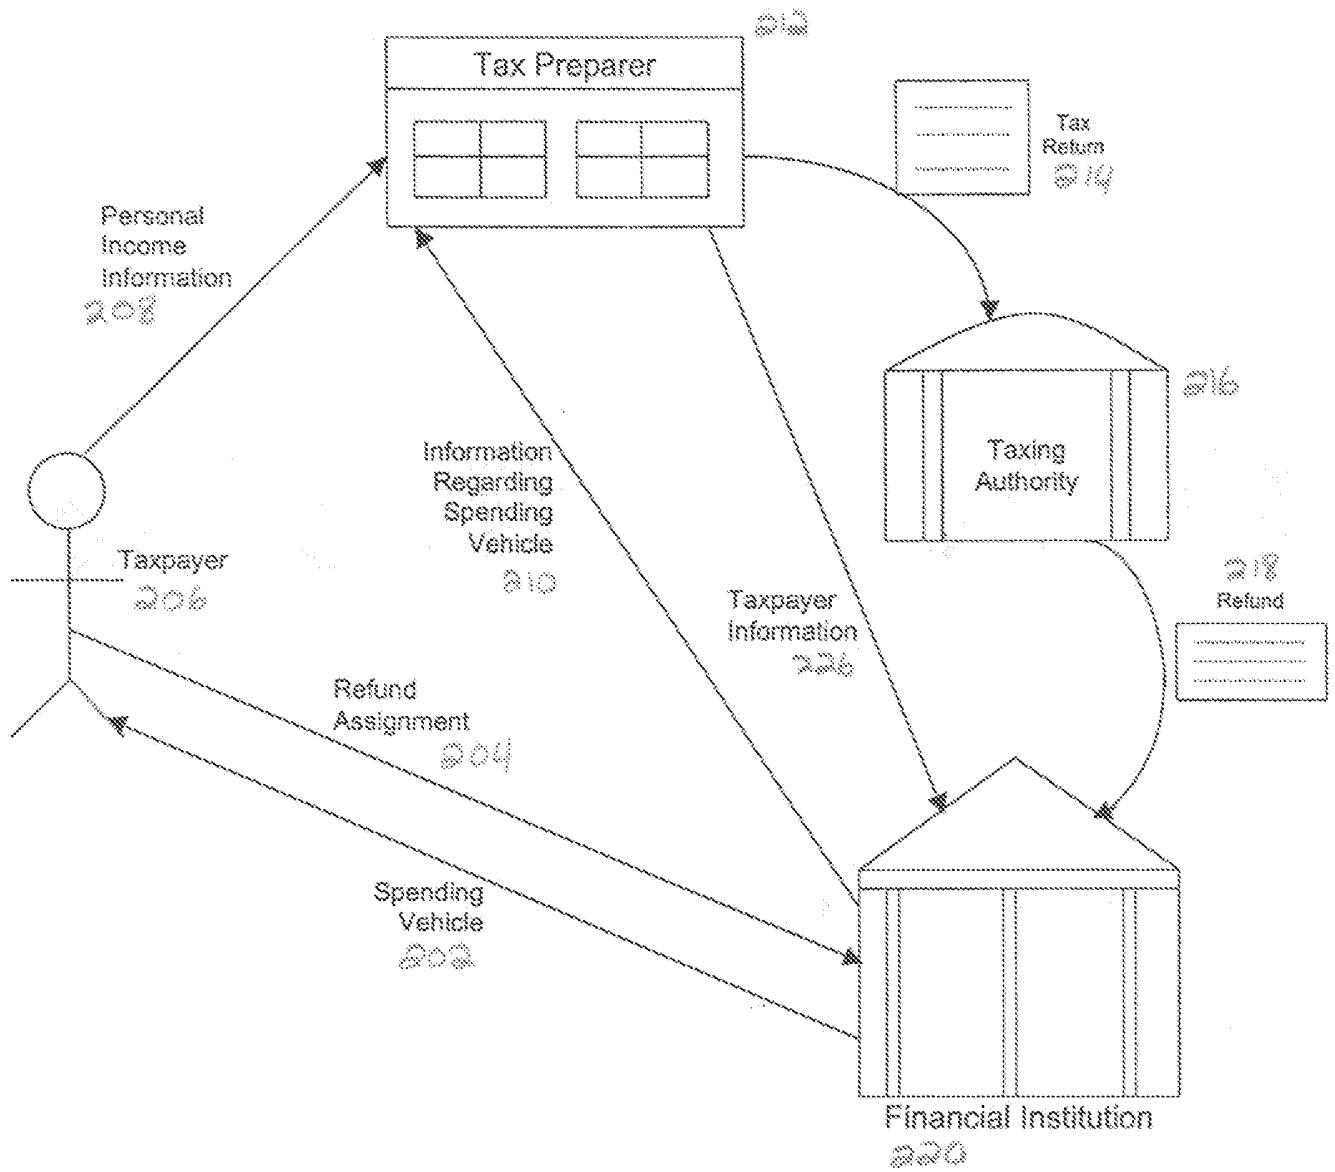 212
Tax Preparer
Tax
Return
214
Personal
Income
Information
208
216
Taxing
Authority
Information
Regarding
Spending
Vehicle
210
Taxpayer
206
218
Refund
Taxpayer
Information
226
Refund
Assignment
204
Spending
Vehicle
202
Financial Institution
220